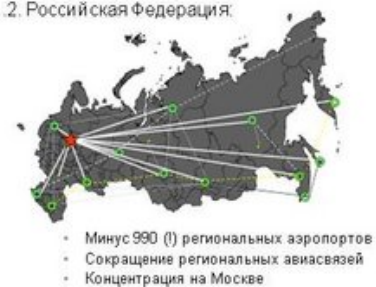 .2. Российская Федерация:
Минус 990 (!) региональных аэропортов
Сокращение региональных авиасвязей
Концентрация на Москве